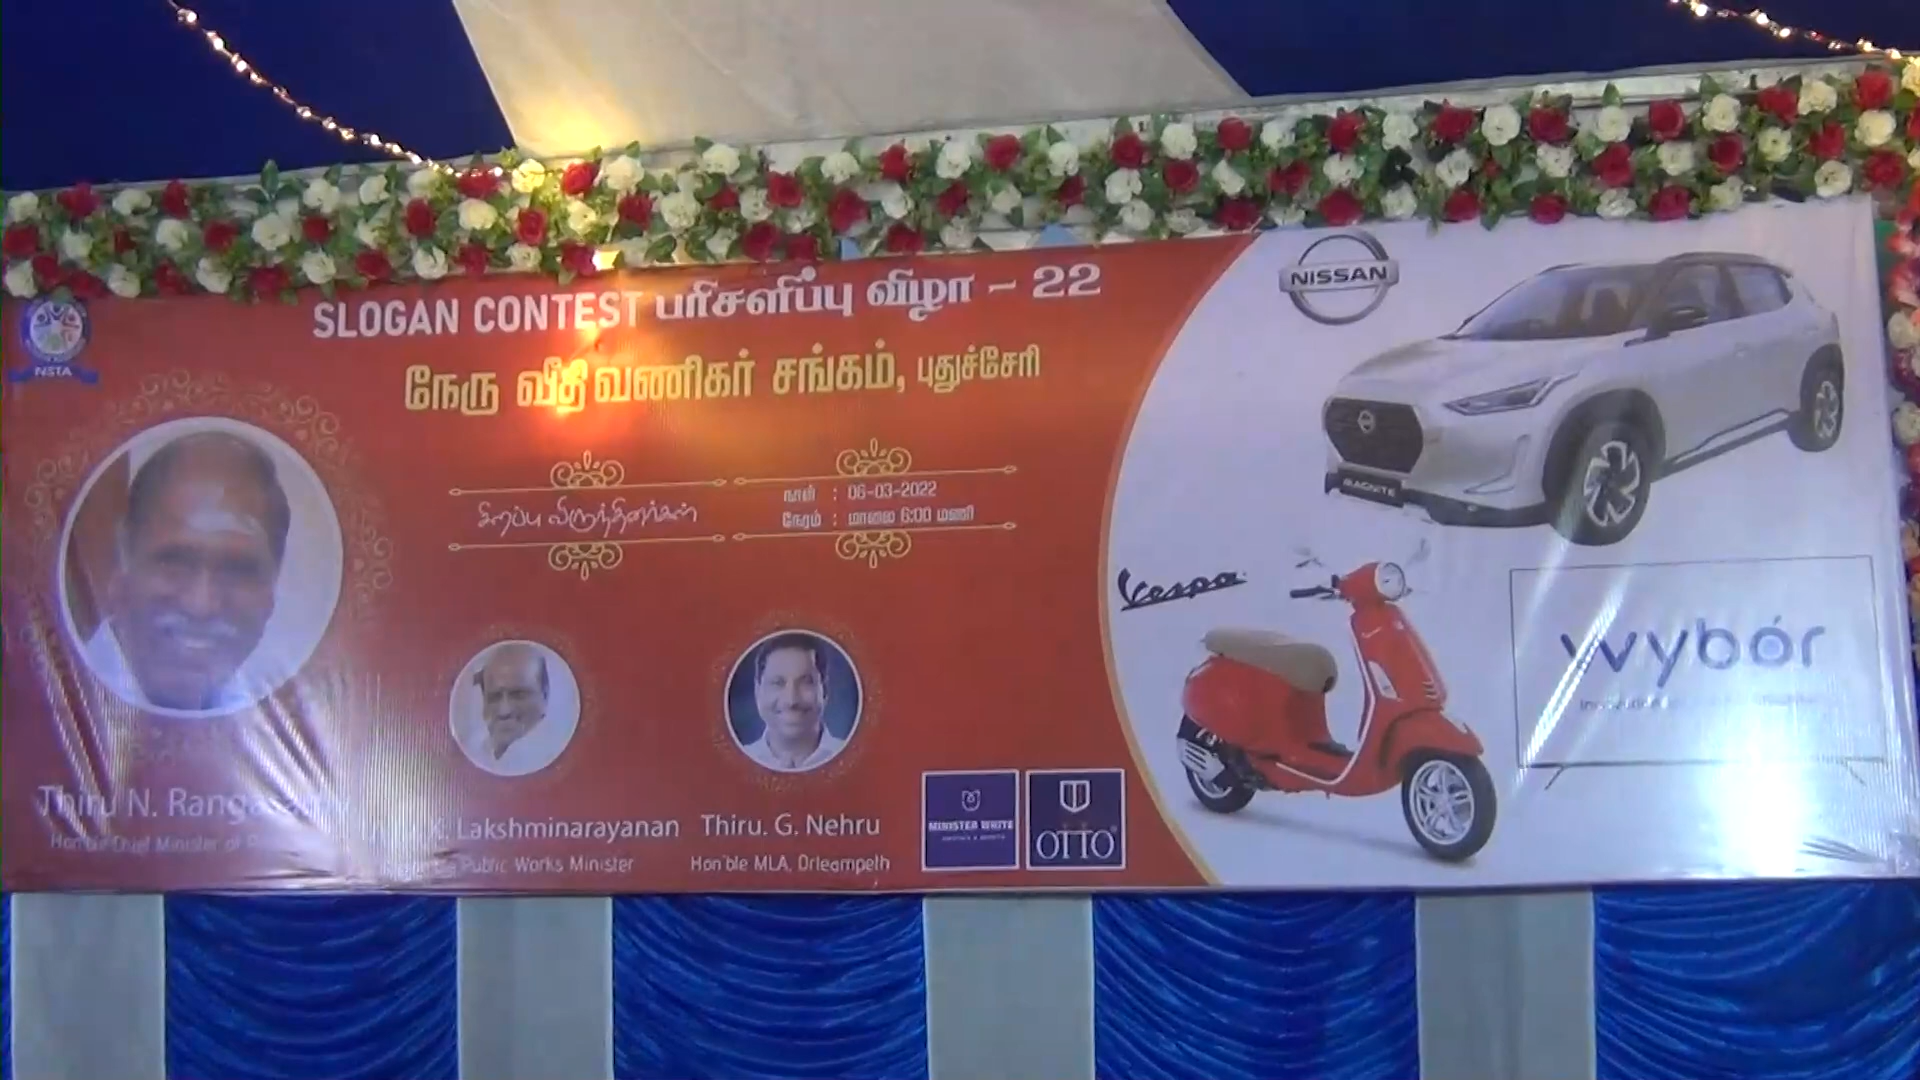 SLOGAN CONTEST பரிசளிப்பு விழா - 22
நேரு வீதி வணிகர் சங்கம், புதுச்சேரி
NSTA
சிறப்பு விருந்தினர்கள்
நாள் : 06-03-2022
நேரம் : மாலை 6:00 மணி
Thiru N.
Hon'ble Chief Minister of
K. Lakshminarayanan
Public Works Minister
Thiru. G. Nehru
Hon'ble MLA, Orleampeth
MINISTER WHITE
OTTO
NISSAN
MAGNITE
Vespa
wybór